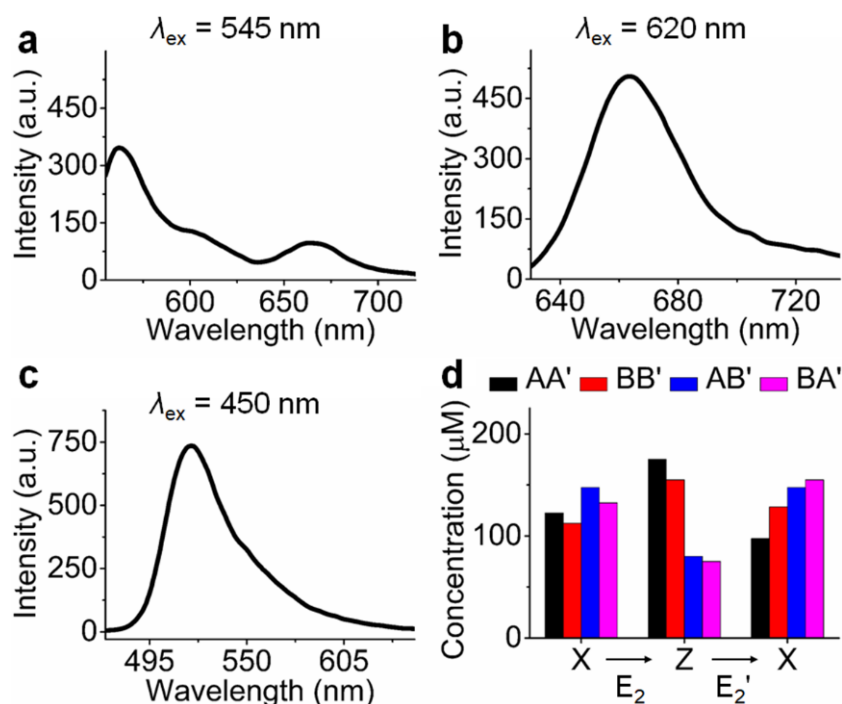 a
λex = 545 nm
Intensity (a.u.)
450
300
150
0
600 650 700
Wavelength (nm)
b
λex = 620 nm
Intensity (a.u.)
450
300
150
0
640 680 720
Wavelength (nm)
c
λex = 450 nm
Intensity (a.u.)
750
500
250
0
495 550 605
Wavelength (nm)
d
AA' BB' AB' BA'
Concentration (μM)
200
100
0
X Z X
E2 E2'